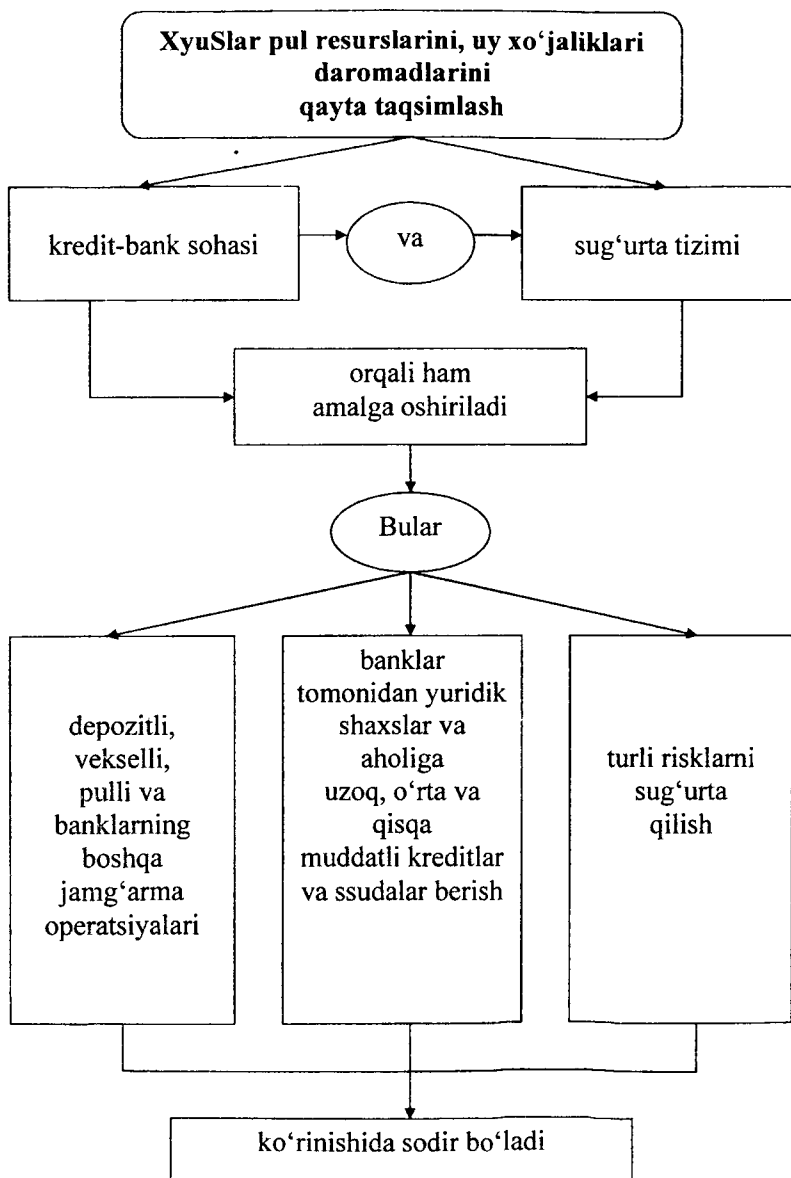 XyuSlar pul resurslarini, uy xo‘jaliklari
daromadlarini
qayta taqsimlash
kredit-bank sohasi
va
sug‘urta tizimi
orqali ham
amalga oshiriladi
Bular
depozitli,
vekselli,
pulli va
banklarning
boshqa
jamg‘arma
operatsiyalari
banklar
tomonidan yuridik
shaxslar va
aholiga
uzoq, o‘rta va
qisqa
muddatli kreditlar
va ssudalar berish
turli risklarni
sug‘urta
qilish
ko‘rinishida sodir bo‘ladi